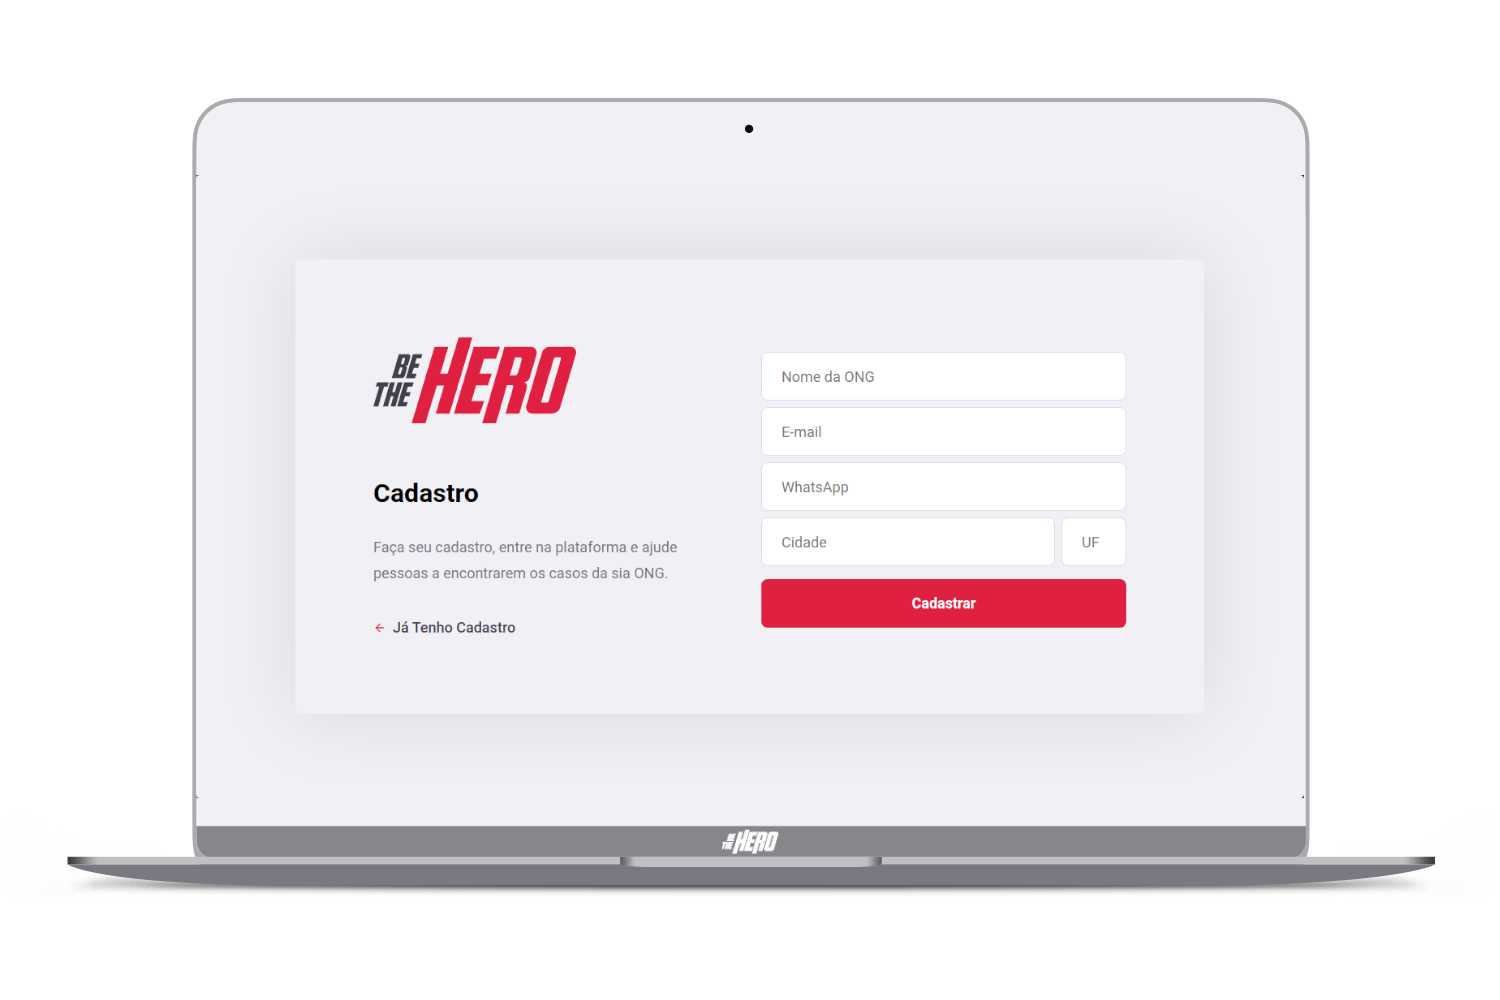 BE
THE HERO
Cadastro
Faça seu cadastro, entre na plataforma e ajude
pessoas a encontrarem os casos da sia ONG.
← Já Tenho Cadastro
Nome da ONG
E-mail
WhatsApp
Cidade UF
Cadastrar
BE
THE HERO